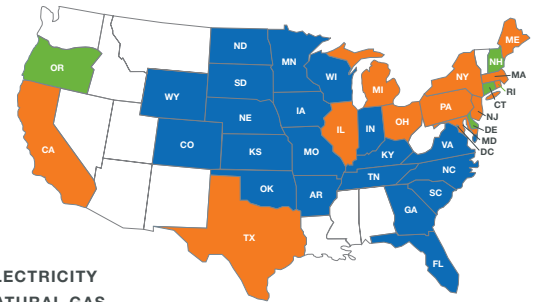 ME
ND
MN
NH
OR
WI
NY
MA
SD
MI
RI
WY
PA
CT
IA
NE
NJ
OH
IL
IN
DE
CO
VA
MD
CA
KS
MO
KY
DC
NC
TN
OK
AR
SC
GA
TX
FL
LECTRICITY
ATURAL GAS